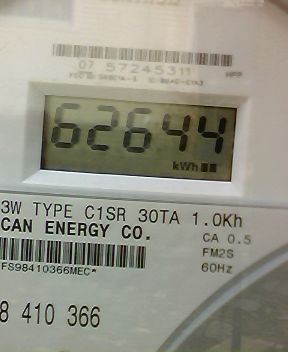 07 57245311 HPP
62644
kWh
3W TYPE C1SR 30TA 1.0Kh
CAN ENERGY CO. CA 0.5
FM2S
FS98410366MEC* 60Hz
8 410 366